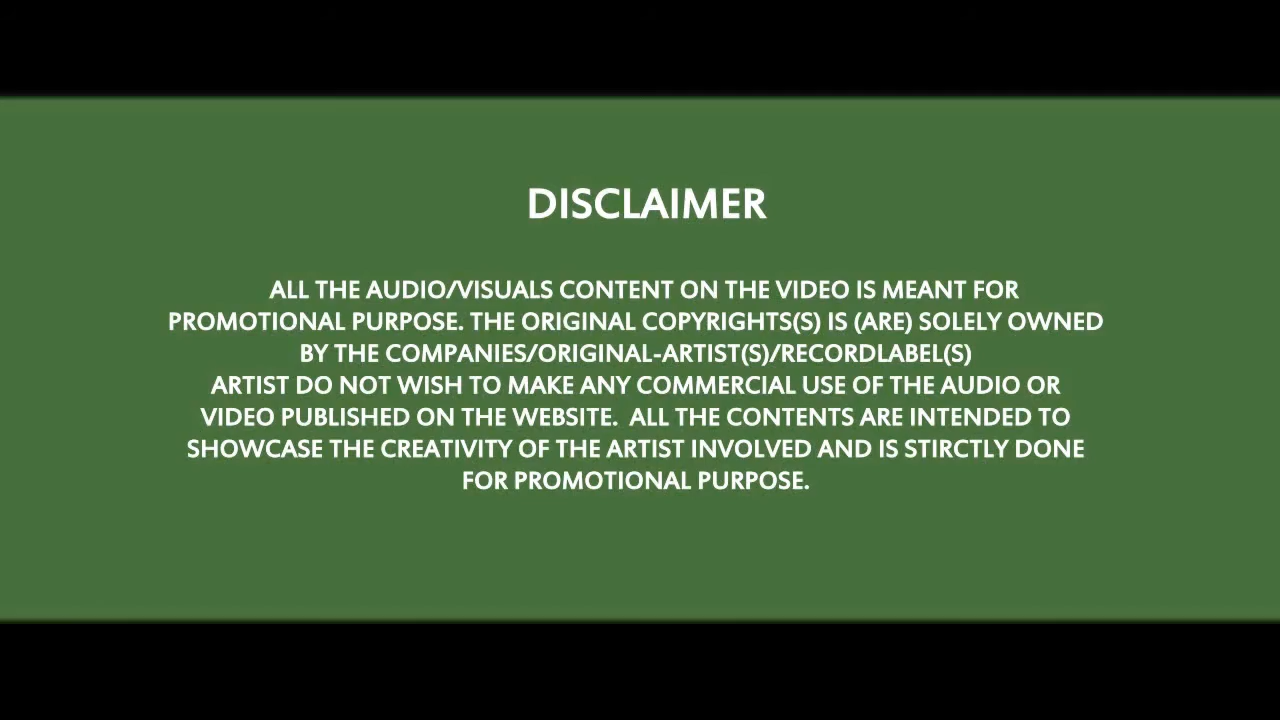 DISCLAIMER
ALL THE AUDIO/VISUALS CONTENT ON THE VIDEO IS MEANT FOR
PROMOTIONAL PURPOSE. THE ORIGINAL COPYRIGHTS(S) IS (ARE) SOLELY OWNED
BY THE COMPANIES/ORIGINAL-ARTIST(S)/RECORDLABEL(S)
ARTIST DO NOT WISH TO MAKE ANY COMMERCIAL USE OF THE AUDIO OR
VIDEO PUBLISHED ON THE WEBSITE.  ALL THE CONTENTS ARE INTENDED TO
SHOWCASE THE CREATIVITY OF THE ARTIST INVOLVED AND IS STIRCTLY DONE
FOR PROMOTIONAL PURPOSE.